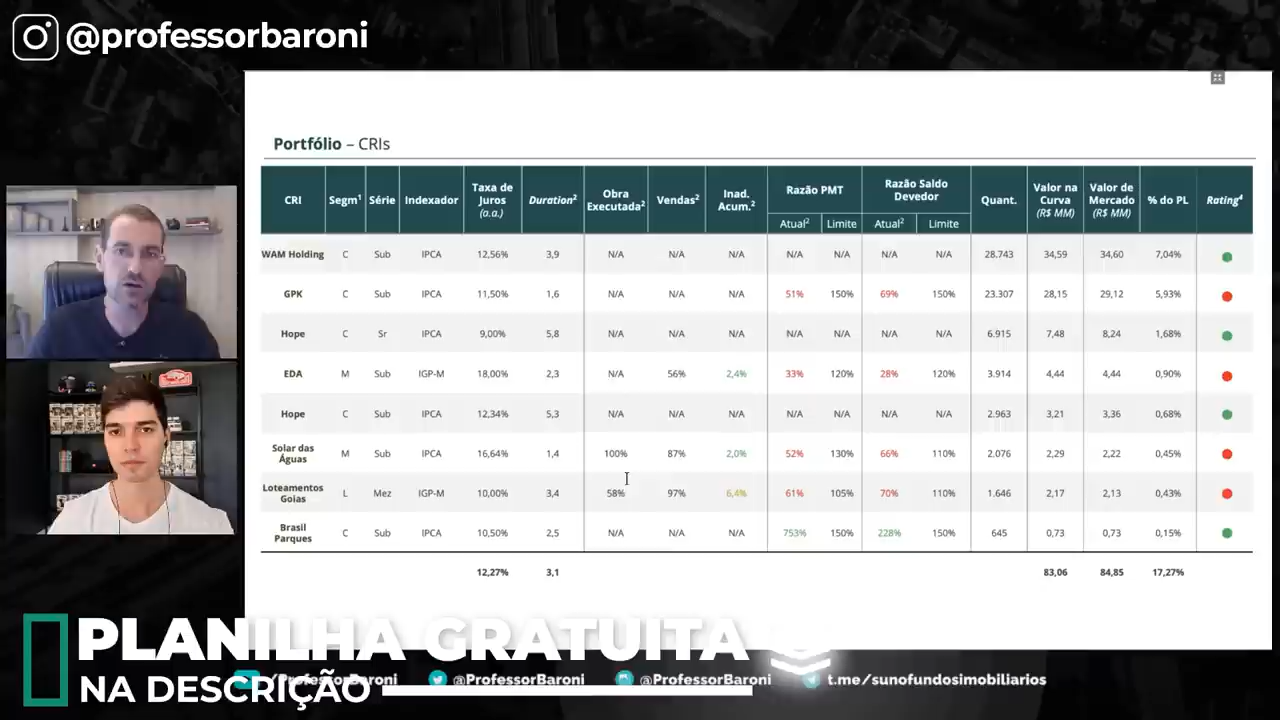 @professorbaroni
Portfólio – CRIs
CRI Segm¹ Série Indexador Taxa de Juros (a.a.) Duration² Obra Executada² Vendas² Inad. Acum.² Razão PMT Razão Saldo Devedor Quant. Valor na Curva (R$ MM) Valor de Mercado (R$ MM) % do PL Rating⁴
Atual² Limite Atual² Limite
WAM Holding C Sub IPCA 12,56% 3,9 N/A N/A N/A N/A N/A N/A N/A 28.743 34,59 34,60 7,04%
GPK C Sub IPCA 11,50% 1,6 N/A N/A N/A 51% 150% 69% 150% 23.307 28,15 29,12 5,93%
Hope C Sr IPCA 9,00% 5,8 N/A N/A N/A N/A N/A N/A N/A 6.915 7,48 8,24 1,68%
EDA M Sub IGP-M 18,00% 2,3 N/A 56% 2,4% 33% 120% 28% 120% 3.914 4,44 4,44 0,90%
Hope C Sub IPCA 12,34% 5,3 N/A N/A N/A N/A N/A N/A N/A 2.963 3,21 3,36 0,68%
Solar das Águas M Sub IPCA 16,64% 1,4 100% 87% 2,0% 52% 130% 66% 110% 2.076 2,29 2,22 0,45%
Loteamentos Goias L Mez IGP-M 10,00% 3,4 58% 97% 6,4% 61% 105% 70% 110% 1.646 2,17 2,13 0,43%
Brasil Parques C Sub IPCA 10,50% 2,5 N/A N/A N/A 753% 150% 228% 150% 645 0,73 0,73 0,15%
12,27% 3,1 83,06 84,85 17,27%
PLANILHA GRATUITA
NA DESCRIÇÃO
/ProfessorBaroni @ProfessorBaroni @ProfessorBaroni t.me/sunofundosimobiliarios